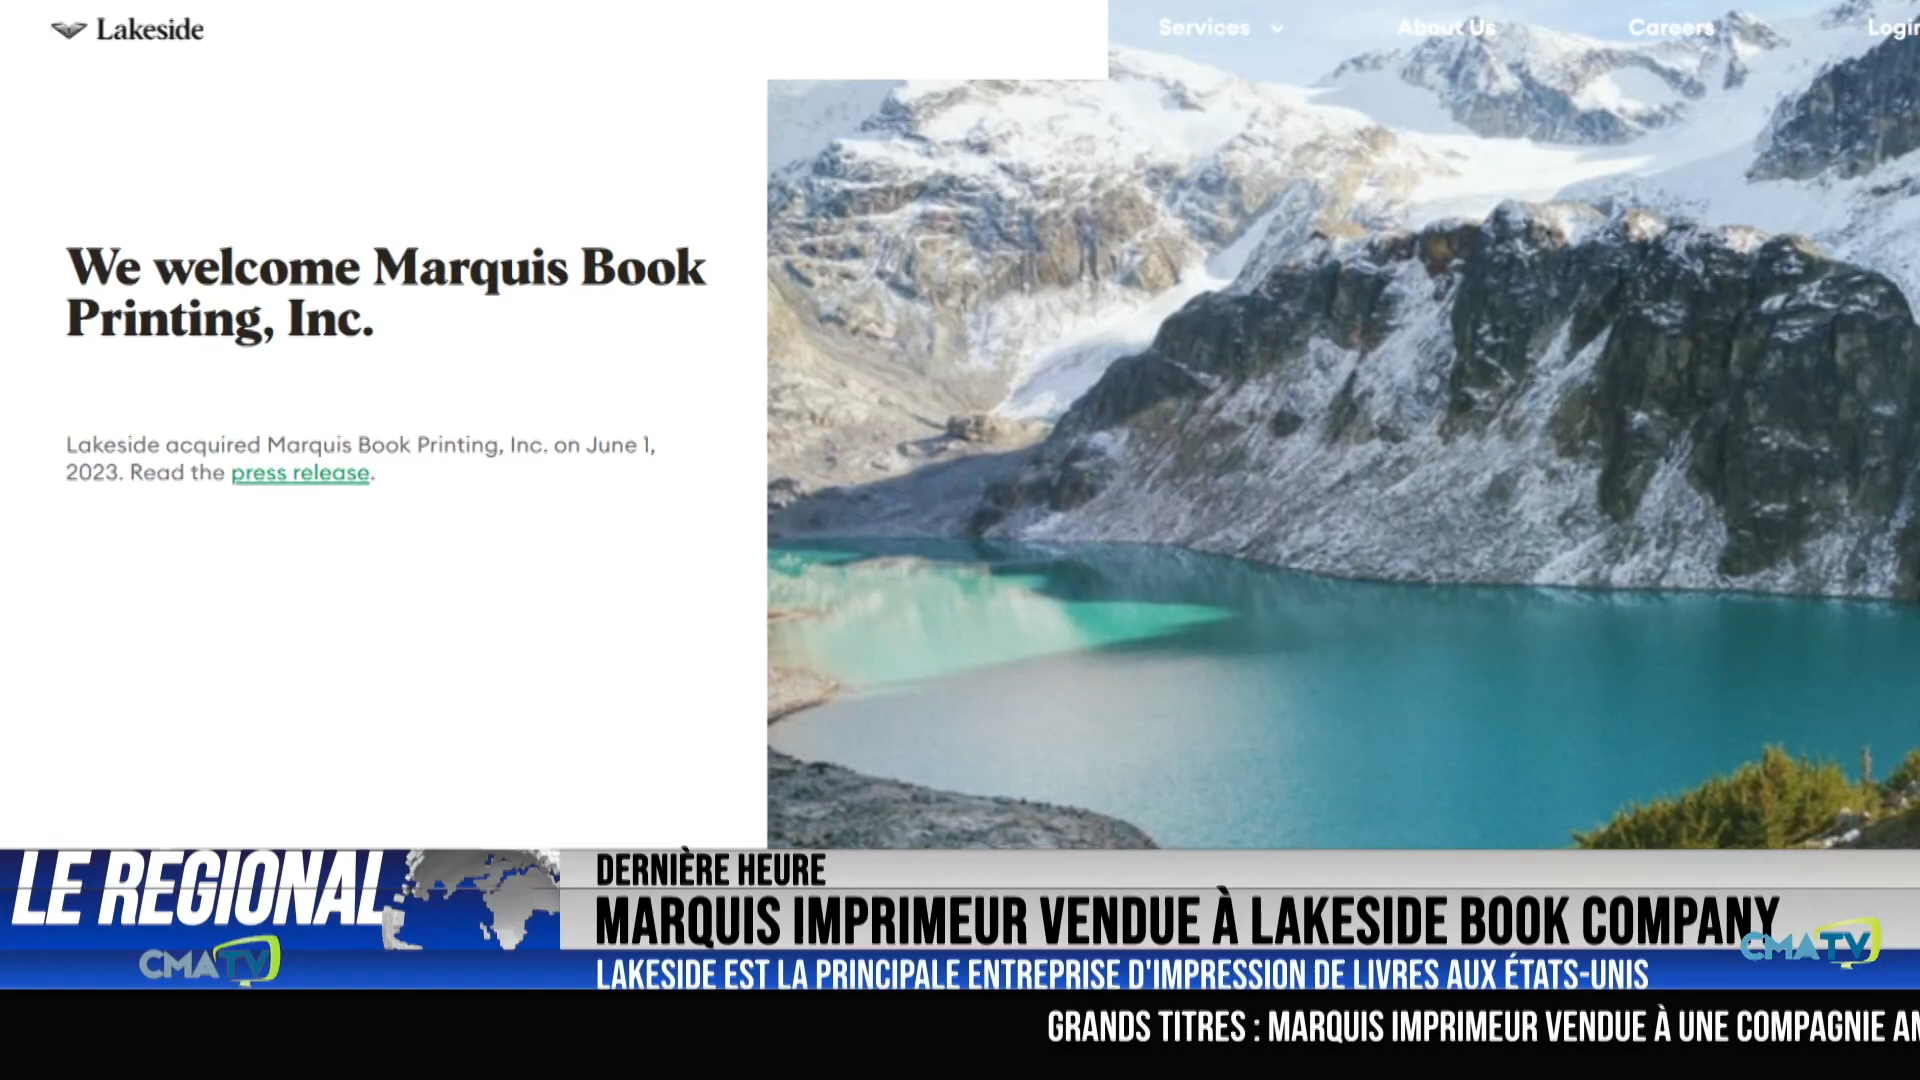 Lakeside
Services
About Us
Careers
We welcome Marquis Book
Printing, Inc.
Lakeside acquired Marquis Book Printing, Inc. on June 1,
2023. Read the press release.
LE RÉGIONAL
CMATV
DERNIÈRE HEURE
MARQUIS IMPRIMEUR VENDUE À LAKESIDE BOOK COMPANY
CMATV
LAKESIDE EST LA PRINCIPALE ENTREPRISE D'IMPRESSION DE LIVRES AUX ÉTATS-UNIS
GRANDS TITRES : MARQUIS IMPRIMEUR VENDUE À UNE COMPAGNIE